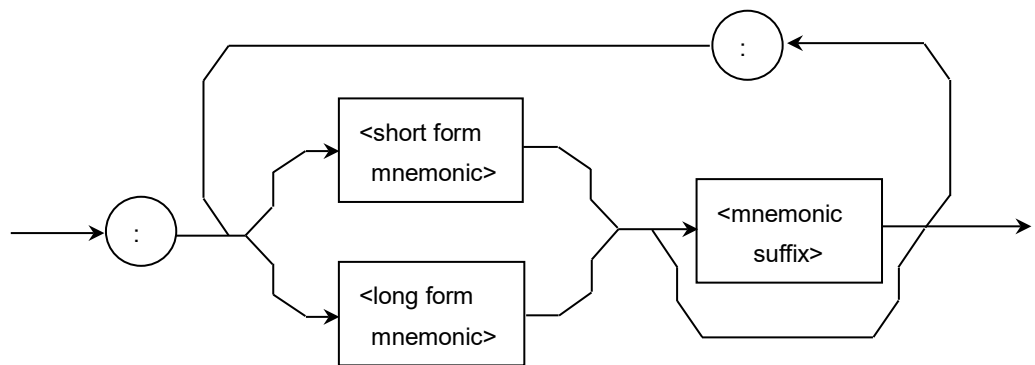 :
<short form
mnemonic>
:
<mnemonic
suffix>
<long form
mnemonic>